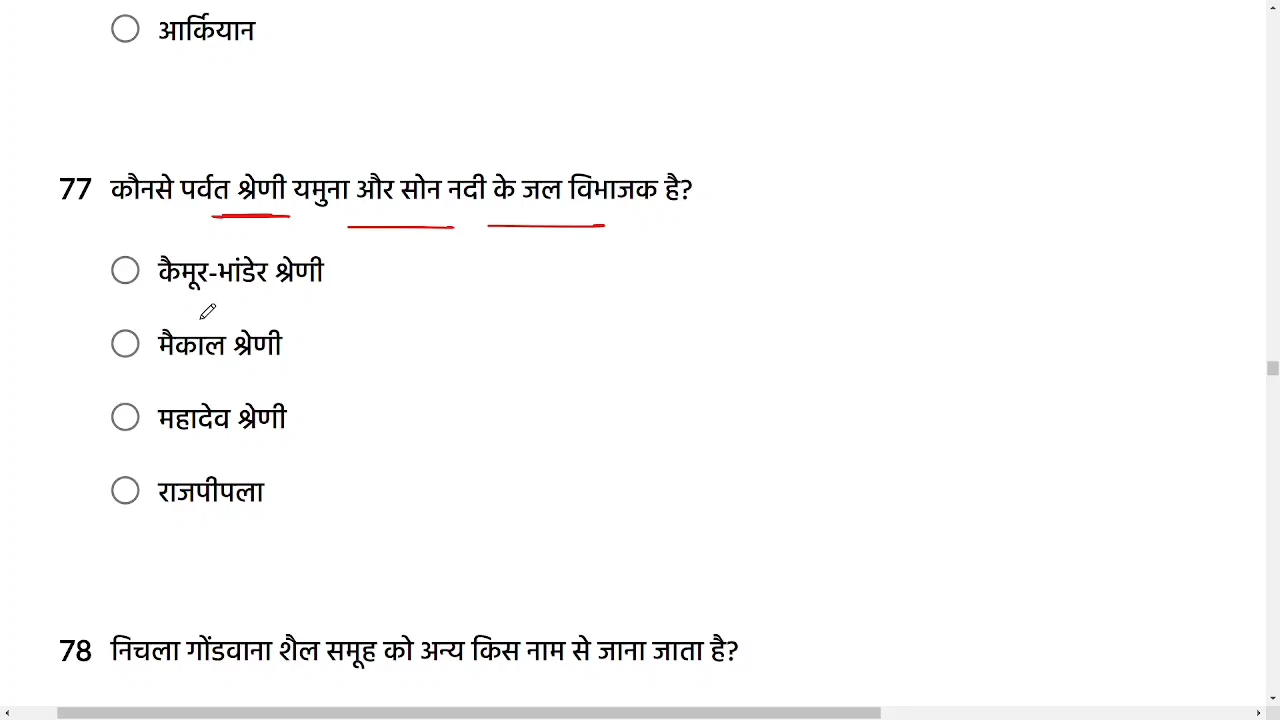 आर्कियान
77 कौनसे पर्वत श्रेणी यमुना और सोन नदी के जल विभाजक है?
कैमूर-भांडेर श्रेणी
मैकाल श्रेणी
महादेव श्रेणी
राजपीपला
78 निचला गोंडवाना शैल समूह को अन्य किस नाम से जाना जाता है?